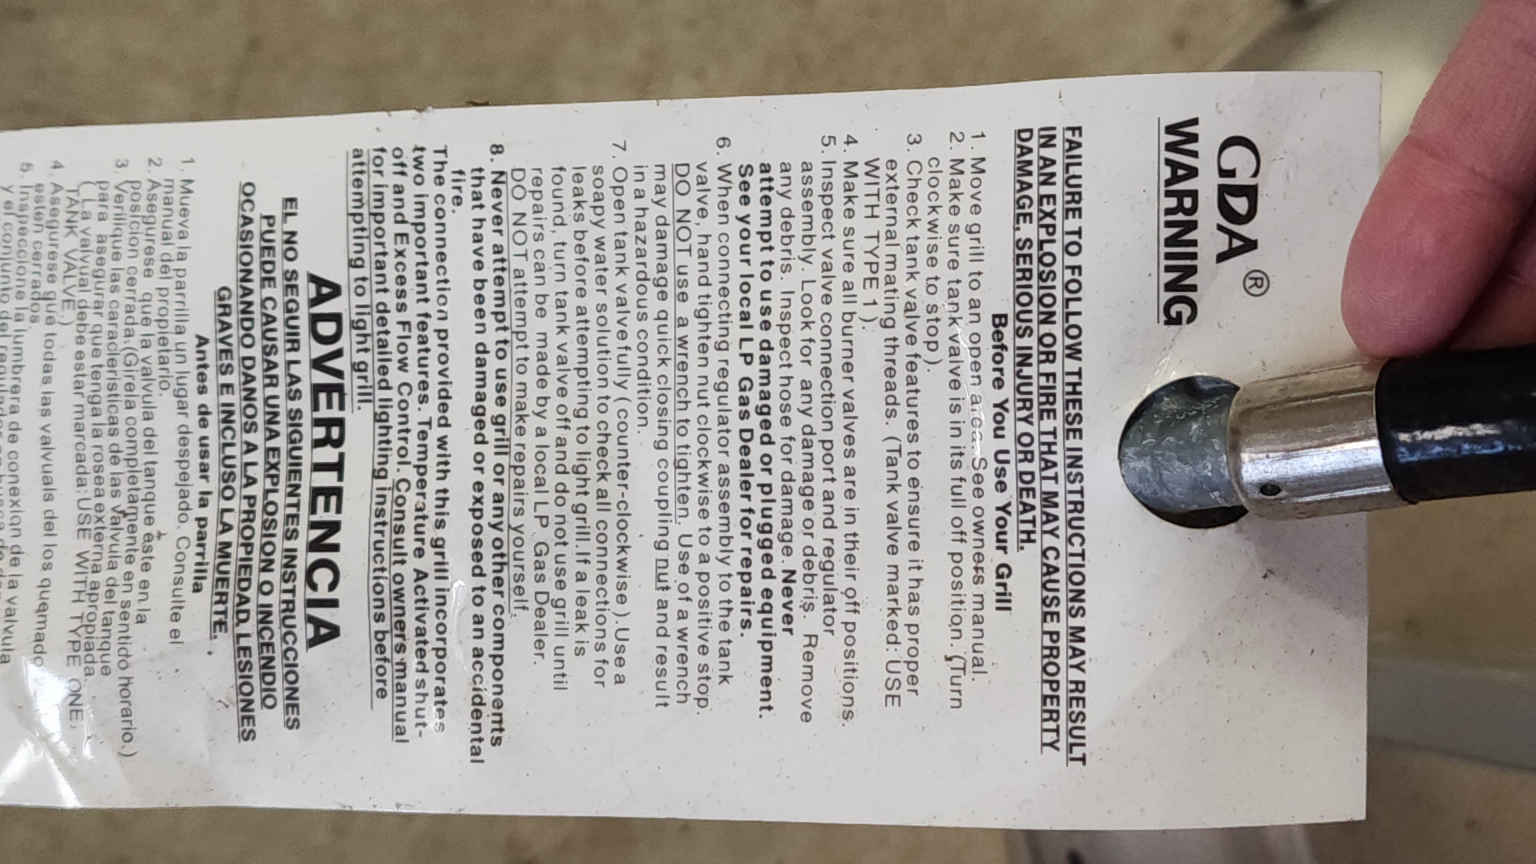 GDA ®
WARNING
FAILURE TO FOLLOW THESE INSTRUCTIONS MAY RESULT
IN AN EXPLOSION OR FIRE THAT MAY CAUSE PROPERTY
DAMAGE, SERIOUS INJURY OR DEATH.
Before You Use Your Grill
1. Move grill to an open area. See owners manual.
2. Make sure tank valve is in its full off position. (Turn
clockwise to stop).
3. Check tank valve features to ensure it has proper
external mating threads. (Tank valve marked: USE
WITH TYPE 1).
4. Make sure all burner valves are in their off positions.
5. Inspect valve connection port and regulator
assembly. Look for any damage or debris. Remove
any debris. Inspect hose for damage. Never
attempt to use damaged or plugged equipment.
See your local LP Gas Dealer for repairs.
6. When connecting regulator assembly to the tank
valve, hand tighten nut clockwise to a positive stop.
DO NOT use a wrench to tighten. Use of a wrench
may damage quick closing coupling nut and result
in a hazardous condition.
7. Open tank valve fully ( counter-clockwise ). Use a
soapy water solution to check all connections for
leaks before attempting to light grill. If a leak is
found, turn tank valve off and do not use grill until
repairs can be made by a local LP Gas Dealer.
DO NOT attempt to make repairs yourself.
8. Never attempt to use grill or any other components
that have been damaged or exposed to an accidental
fire.
The connection provided with this grill incorporates
two important features. Temperature Activated shut-
off and Excess Flow Control. Consult owners manual
for important detailed lighting instructions before
attempting to light grill.
ADVERTENCIA
EL NO SEGUIR LAS SIGUIENTES INSTRUCCIONES
PUEDE CAUSAR UNA EXPLOSION O INCENDIO
OCASIONANDO DANOS A LA PROPIEDAD, LESIONES
GRAVES E INCLUSO LA MUERTE.
Antes de usar la parrilla
1. Mueva la parrilla un lugar despejado. Consulte el
manual del propietario.
2. Asegurese que la valvula del tanque este en la
posicion cerrada. (Girela completamente en sentido horario.)
3. Verifique las caracteristicas de las valvula del tanque
para asegurar que tenga la rosea externa apropiada.
( La valvula debe estar marcada: USE WITH TYPE ONE
TANK VALVE.)
4. Asegurese que todas las valvuals del los quemado
esten cerrados.
5. Inspeccione la lumbrera de conexion de la valvula
y el conjunto del